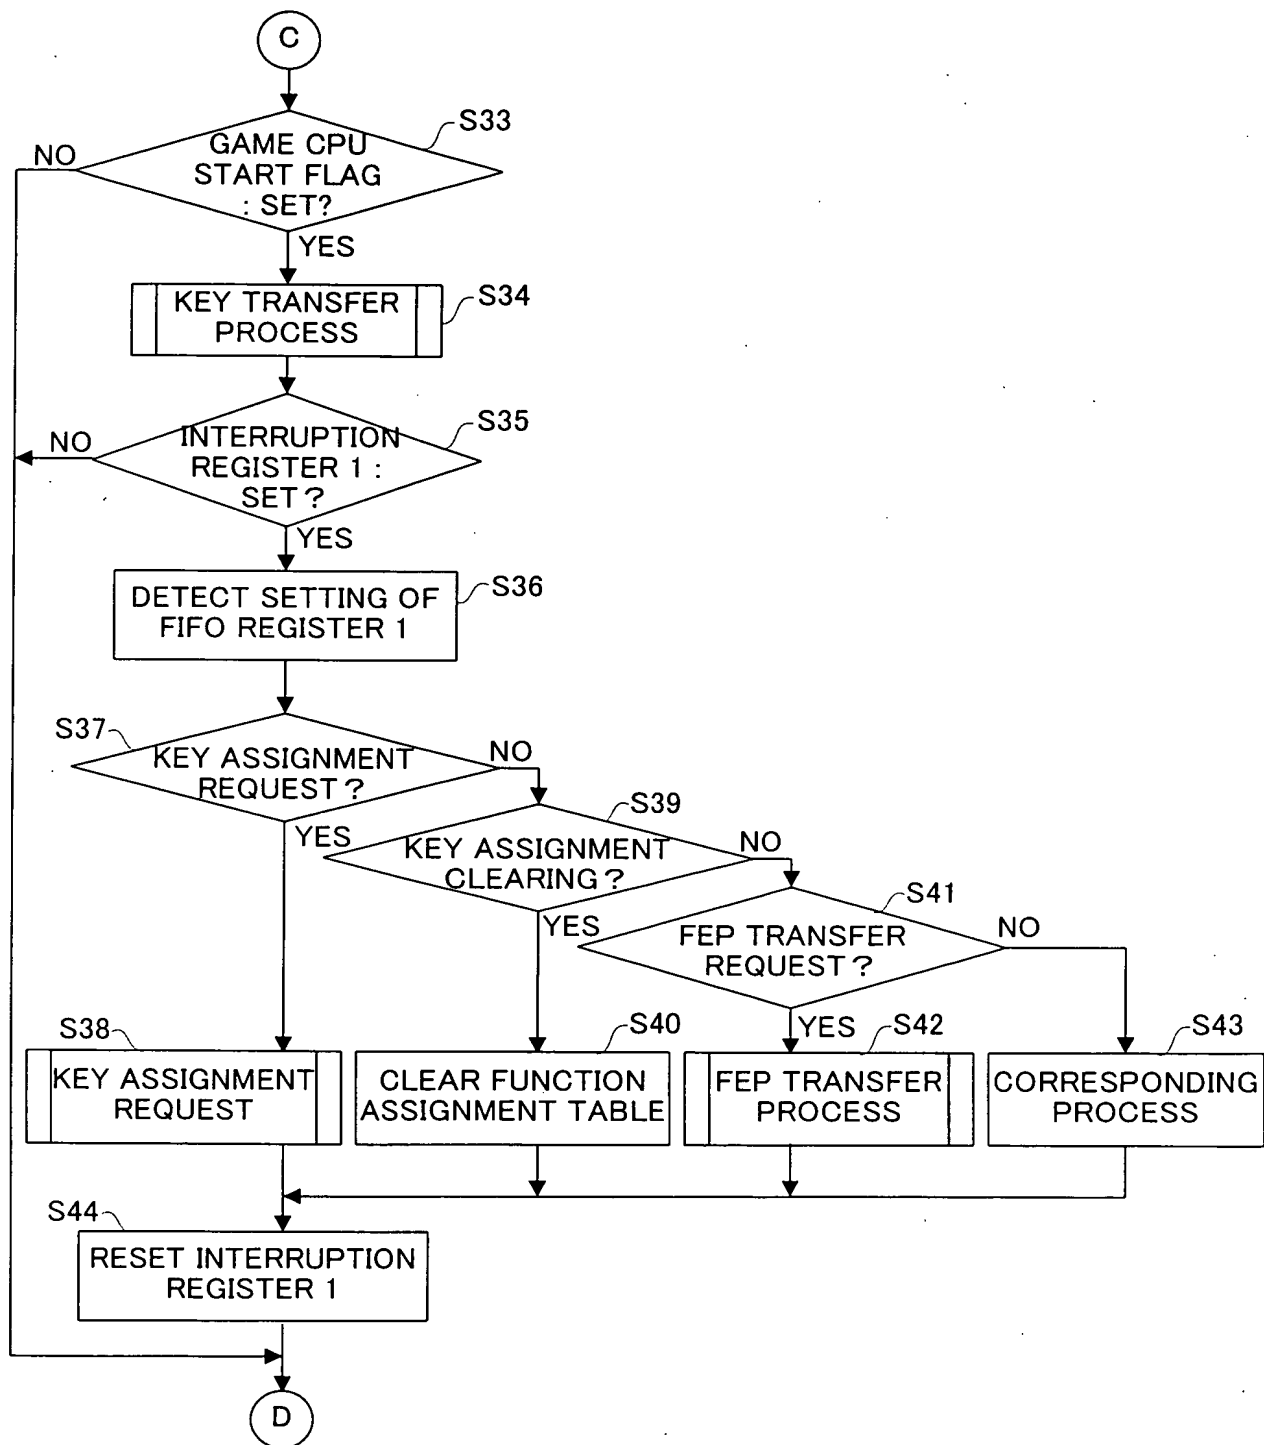 C
S33
GAME CPU
START FLAG
: SET?
NO
YES
S34
KEY TRANSFER
PROCESS
S35
INTERRUPTION
REGISTER 1 :
SET ?
NO
YES
S36
DETECT SETTING OF
FIFO REGISTER 1
S37
KEY ASSIGNMENT
REQUEST ?
NO
YES
S39
KEY ASSIGNMENT
CLEARING ?
NO
YES
S41
FEP TRANSFER
REQUEST ?
NO
YES
S38
KEY ASSIGNMENT
REQUEST
S40
CLEAR FUNCTION
ASSIGNMENT TABLE
S42
FEP TRANSFER
PROCESS
S43
CORRESPONDING
PROCESS
S44
RESET INTERRUPTION
REGISTER 1
D